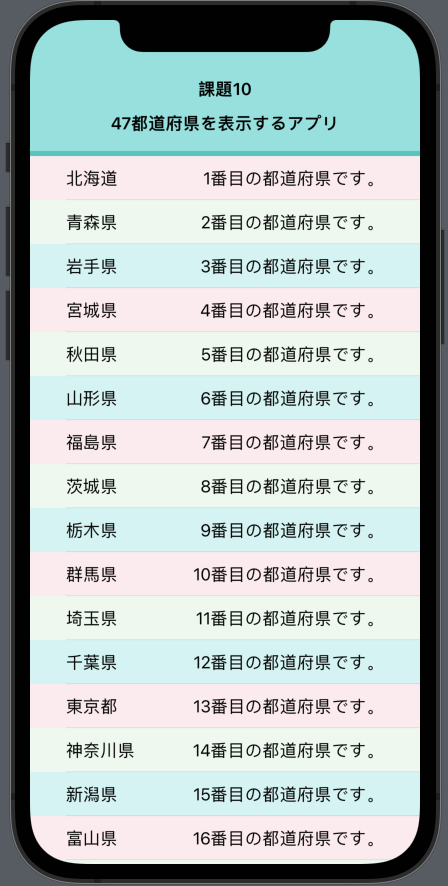 課題10
47都道府県を表示するアプリ
北海道 1番目の都道府県です。
青森県 2番目の都道府県です。
岩手県 3番目の都道府県です。
宮城県 4番目の都道府県です。
秋田県 5番目の都道府県です。
山形県 6番目の都道府県です。
福島県 7番目の都道府県です。
茨城県 8番目の都道府県です。
栃木県 9番目の都道府県です。
群馬県 10番目の都道府県です。
埼玉県 11番目の都道府県です。
千葉県 12番目の都道府県です。
東京都 13番目の都道府県です。
神奈川県 14番目の都道府県です。
新潟県 15番目の都道府県です。
富山県 16番目の都道府県です。